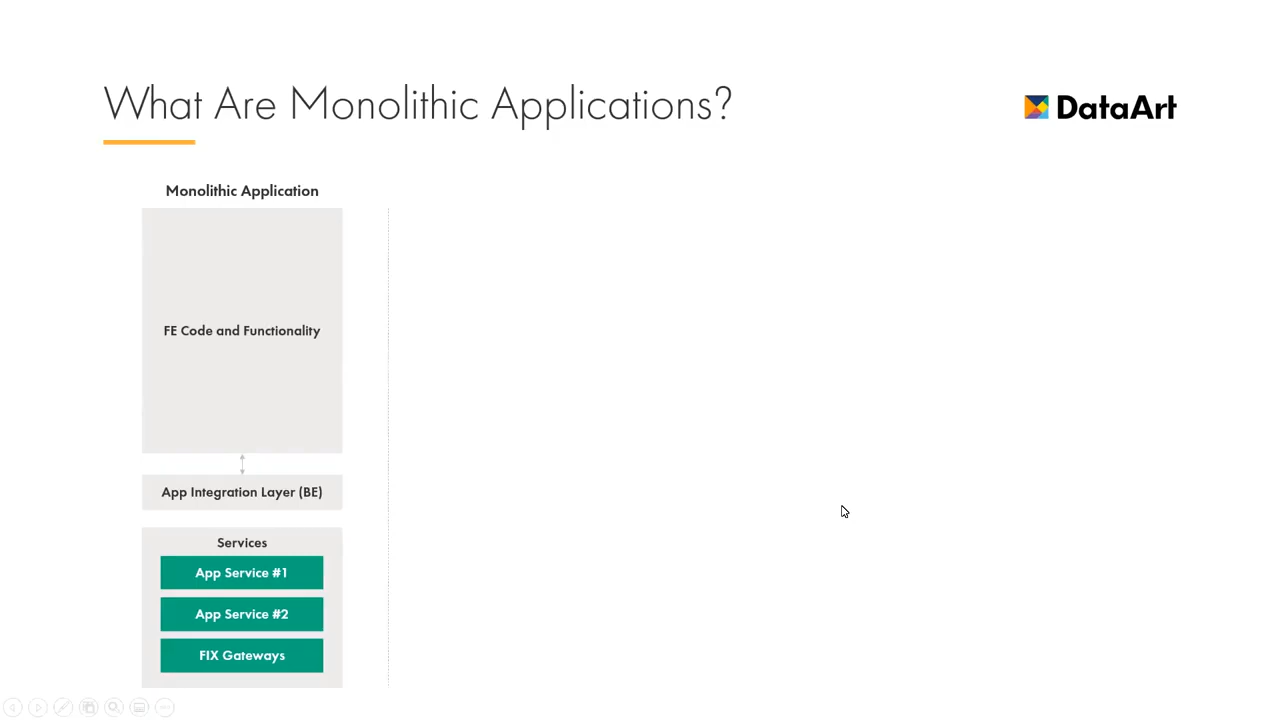 What Are Monolithic Applications?
DataArt
Monolithic Application
FE Code and Functionality
App Integration Layer (BE)
Services
App Service #1
App Service #2
FIX Gateways